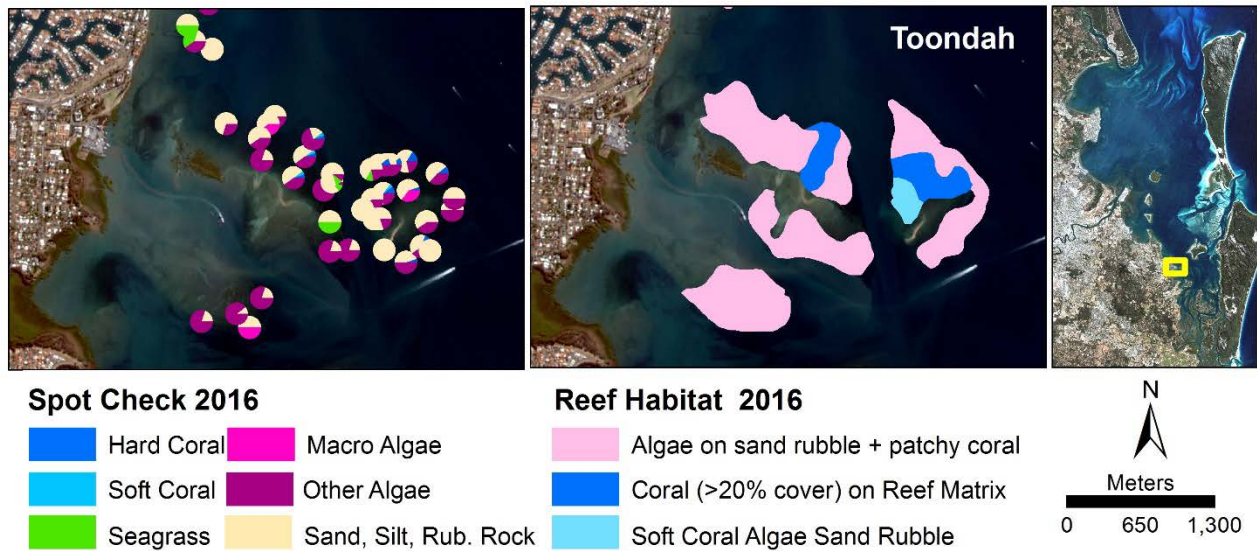 Toondah
Spot Check 2016
Hard Coral
Macro Algae
Soft Coral
Other Algae
Seagrass
Sand, Silt, Rub. Rock
Reef Habitat 2016
Algae on sand rubble + patchy coral
Coral (>20% cover) on Reef Matrix
Soft Coral Algae Sand Rubble
N
Meters
0 650 1,300